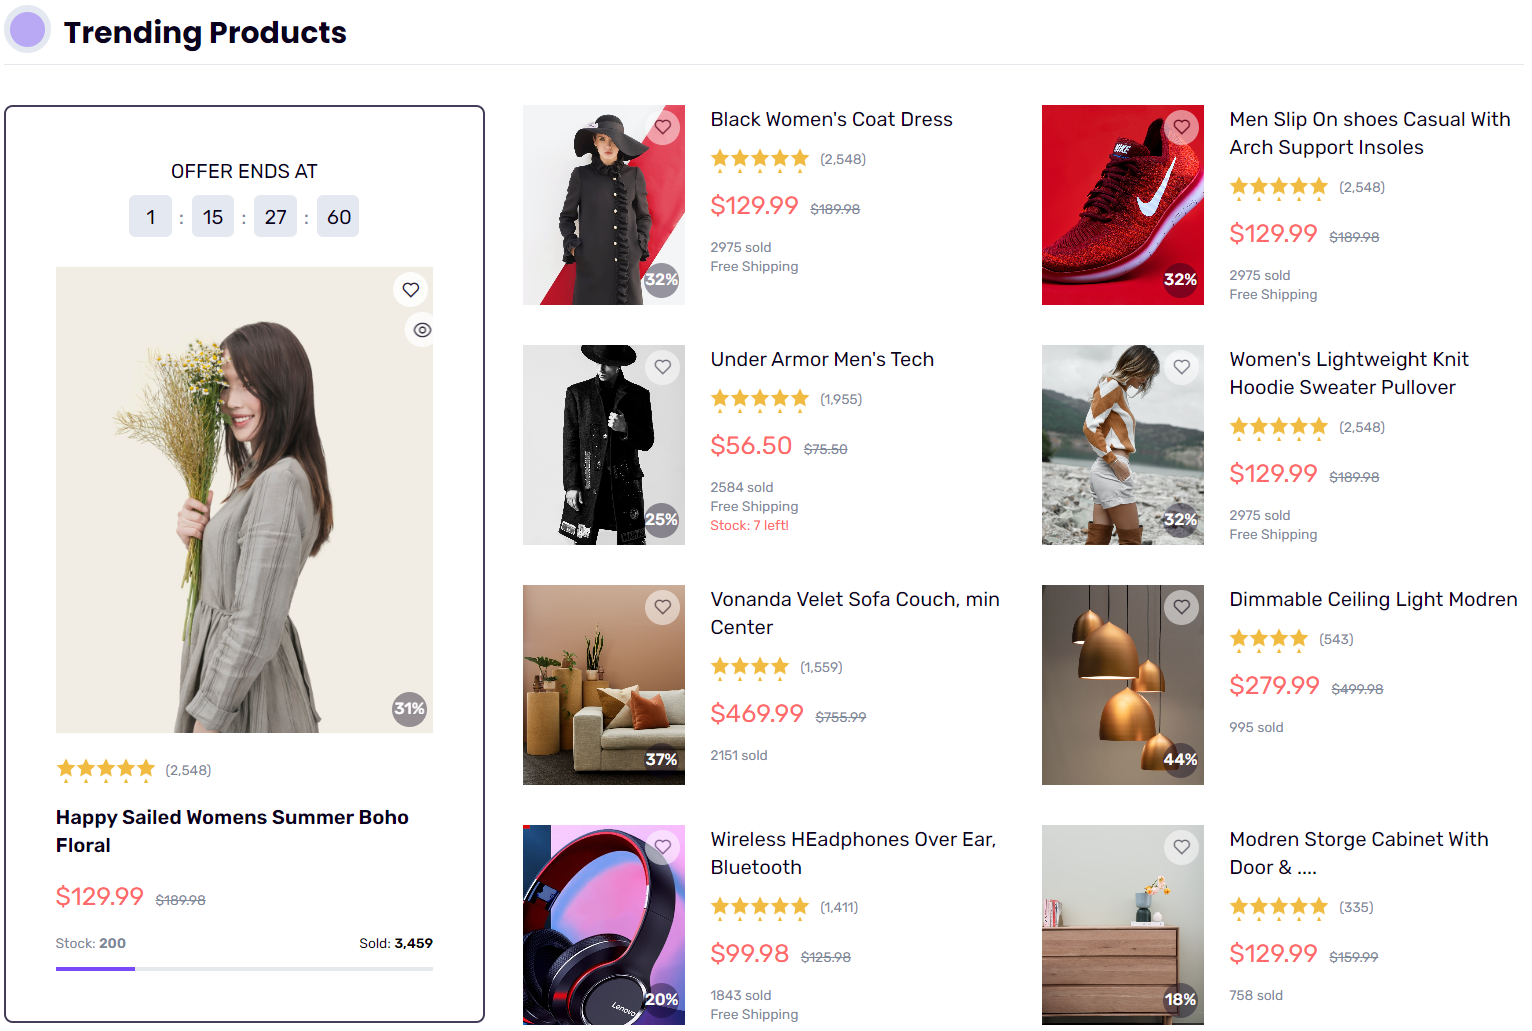 Trending Products
OFFER ENDS AT
1 : 15 : 27 : 60
31%
(2,548)
Happy Sailed Womens Summer Boho
Floral
$129.99 $189.98
Stock: 200 Sold: 3,459
32%
Black Women's Coat Dress
(2,548)
$129.99 $189.98
2975 sold
Free Shipping
NIKE
32%
Men Slip On shoes Casual With
Arch Support Insoles
(2,548)
$129.99 $189.98
2975 sold
Free Shipping
25%
Under Armor Men's Tech
(1,955)
$56.50 $75.50
2584 sold
Free Shipping
Stock: 7 left!
32%
Women's Lightweight Knit
Hoodie Sweater Pullover
(2,548)
$129.99 $189.98
2975 sold
Free Shipping
37%
Vonanda Velet Sofa Couch, min
Center
(1,559)
$469.99 $755.99
2151 sold
44%
Dimmable Ceiling Light Modren
(543)
$279.99 $499.98
995 sold
Lenovo
20%
Wireless HEadphones Over Ear,
Bluetooth
(1,411)
$99.98 $125.98
1843 sold
Free Shipping
18%
Modren Storge Cabinet With
Door & ....
(335)
$129.99 $159.99
758 sold